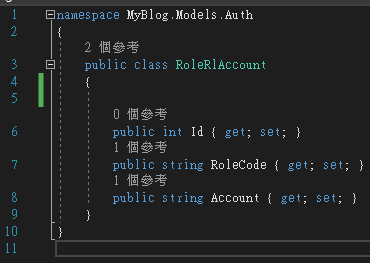 1 namespace MyBlog.Models.Auth
2 {
2 個參考
3 public class RoleRlAccount
4 {
5
0 個參考
6 public int Id { get; set; }
1 個參考
7 public string RoleCode { get; set; }
1 個參考
8 public string Account { get; set; }
9 }
10 }
11